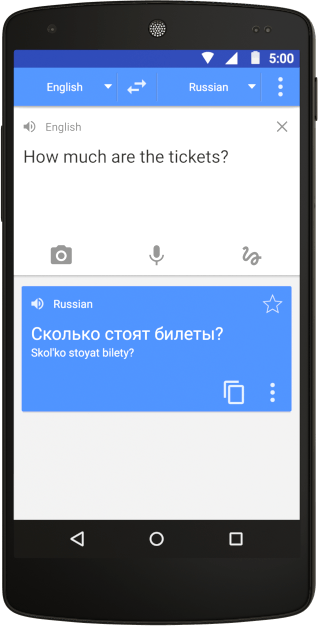 5:00
English Russian
English
How much are the tickets?
Russian
Сколько стоят билеты?
Skol'ko stoyat bilety?